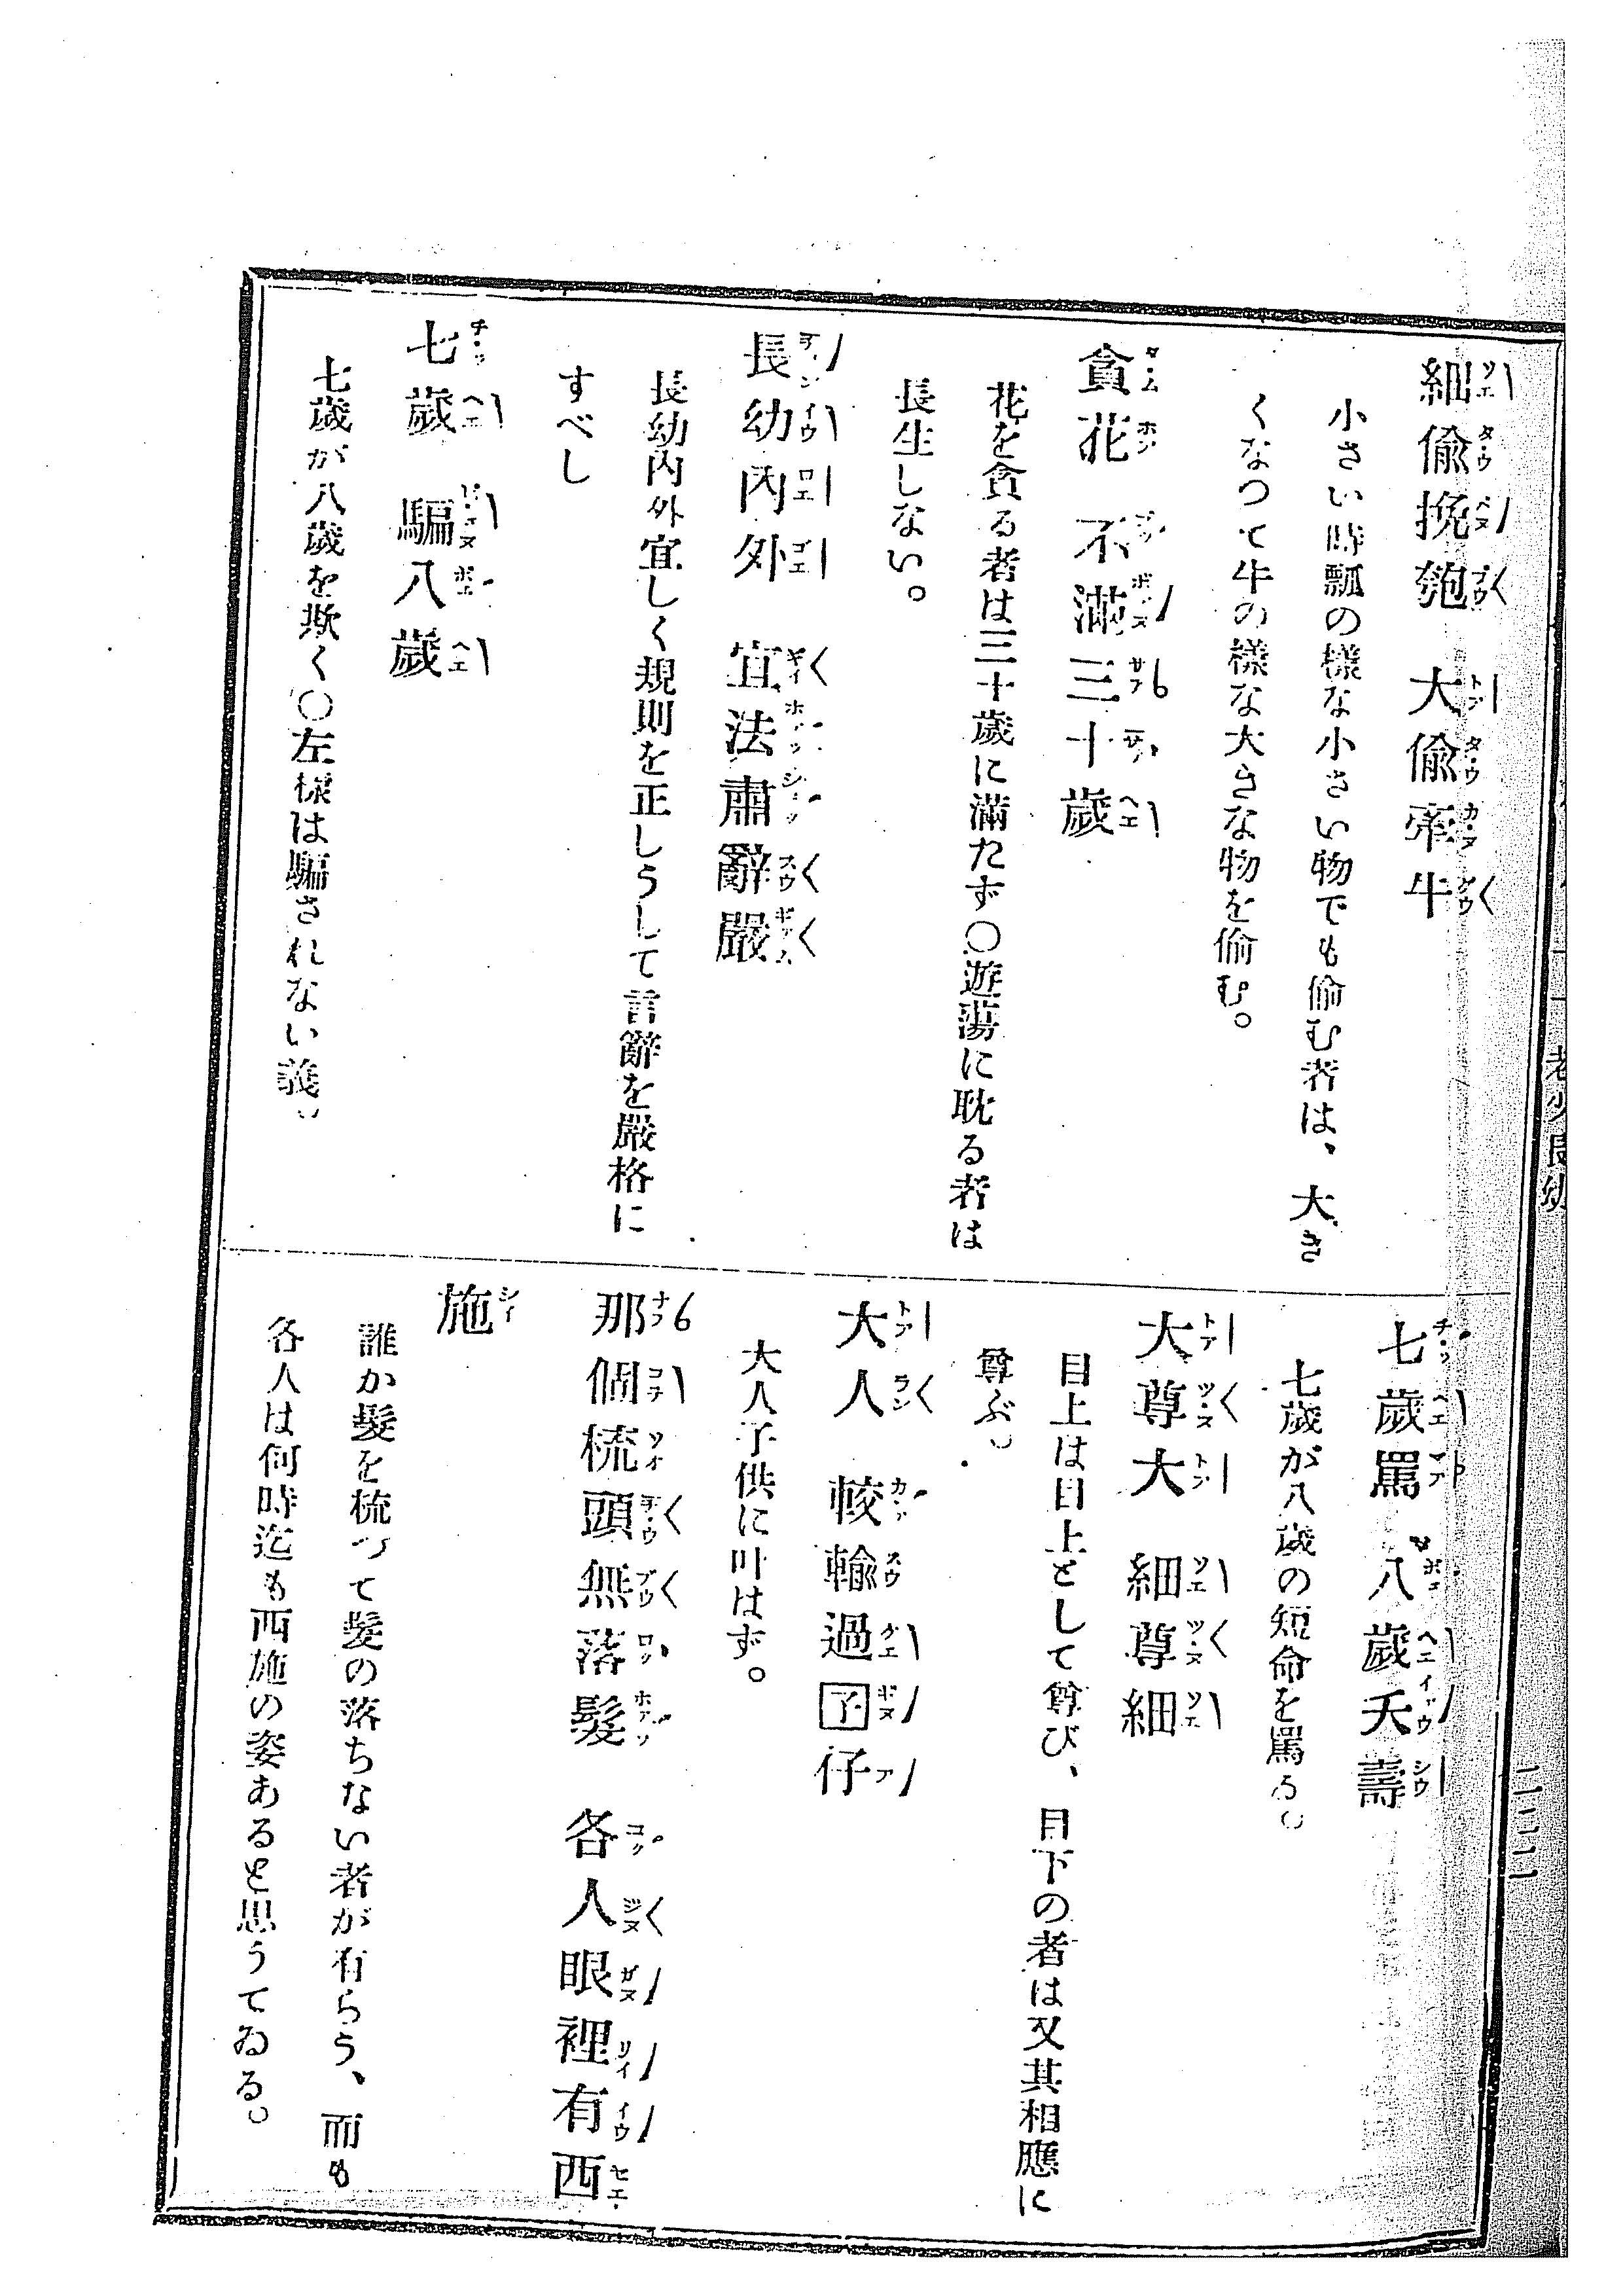 細偸挽匏 大偸牽牛
小さい時瓢の樣な小さい物でも偷む者は、大き
くなつて牛の樣な大きな物を偷む。
貪花 不滿三十歲
花を貪る者は三十歲に滿たず〇遊蕩に耽る者は
長生しない。
長幼內外 宜法肅辭嚴
長幼內外宜しく規則を正しうして言辭を嚴格に
すべし
七歲 騙八歲
七歲が八歲を欺く〇左樣は騙されない義。
七歲罵 八歲夭壽
七歲が八歲の短命を罵る。
大尊大 細尊細
目上は目上として尊び、目下の者は又其相應に
尊ぶ。
大人 較輸過囝仔
大人子供に叶はず。
那個梳頭無落髮 各人眼裡有西
施
誰か髮を梳つて髮の落ちない者が有らう、而も
各人は何時迄も西施の姿あると思うてゐる。
老少長幼